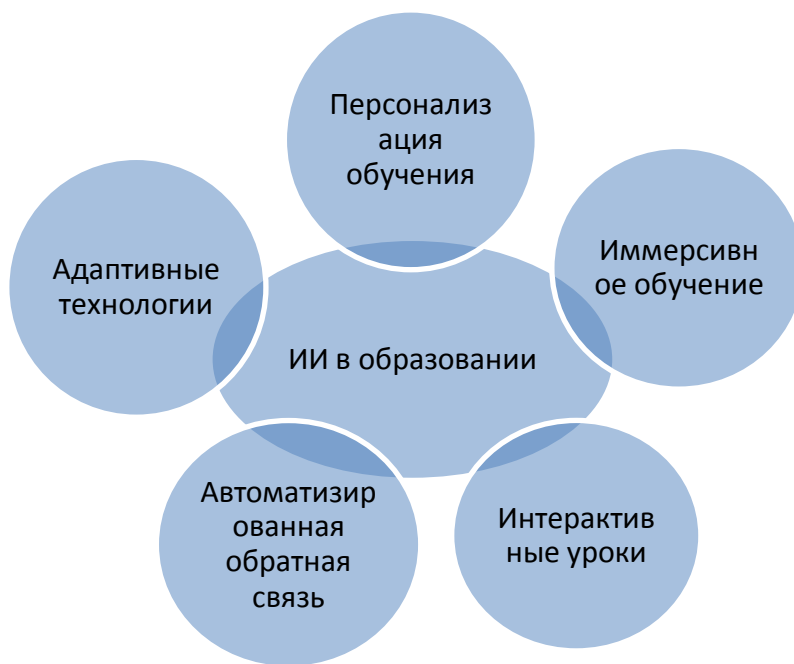 Персонализ
ация
обучения
Иммерсивн
ое обучение
Адаптивные
технологии
ИИ в образовании
Автоматизир
ованная
обратная
связь
Интерактив
ные уроки